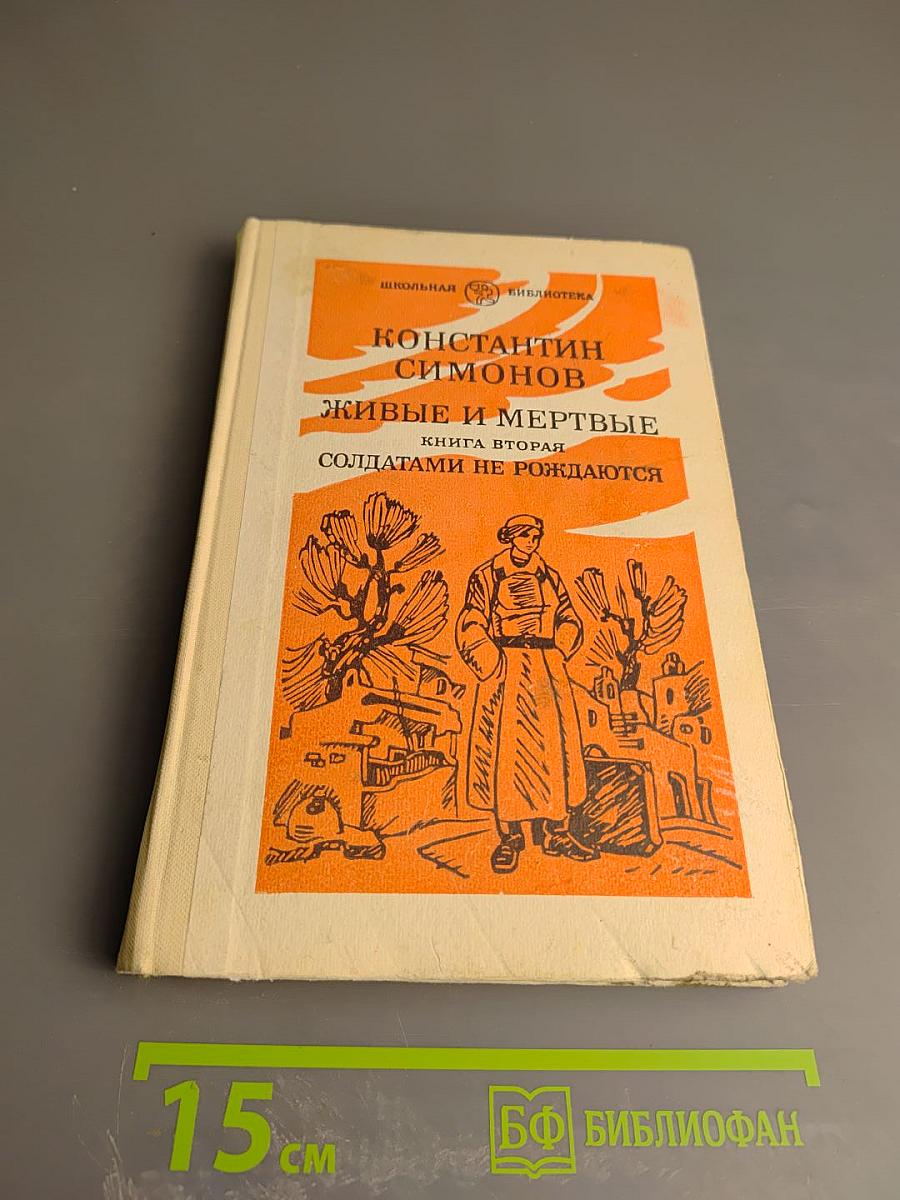 ШКОЛЬНАЯ БИБЛИОТЕКА
КОНСТАНТИН
СИМОНОВ
ЖИВЫЕ И МЕРТВЫЕ
КНИГА ВТОРАЯ
СОЛДАТАМИ НЕ РОЖДАЮТСЯ
15 см
БФ БИБЛИОФАН